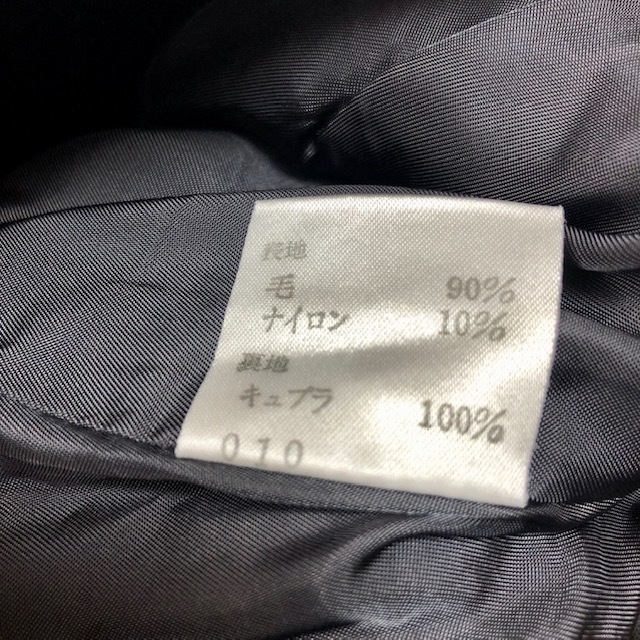 表地
毛 90%
ナイロン 10%
裏地
キュプラ 100%
010